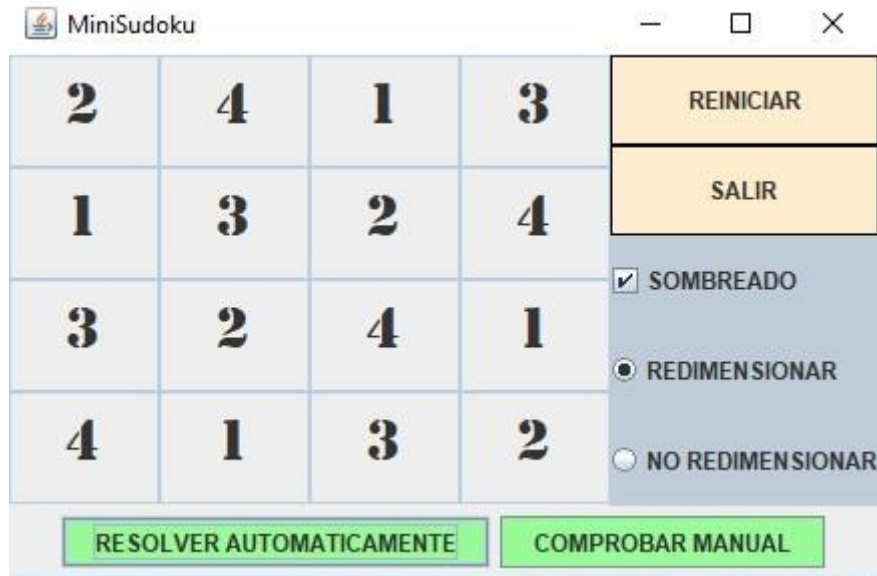 MiniSudoku
2 4 1 3
REINICIAR
1 3 2 4
SALIR
SOMBREADO
3 2 4 1
REDIMENSIONAR
4 1 3 2
NO REDIMENSIONAR
RESOLVER AUTOMATICAMENTE
COMPROBAR MANUAL